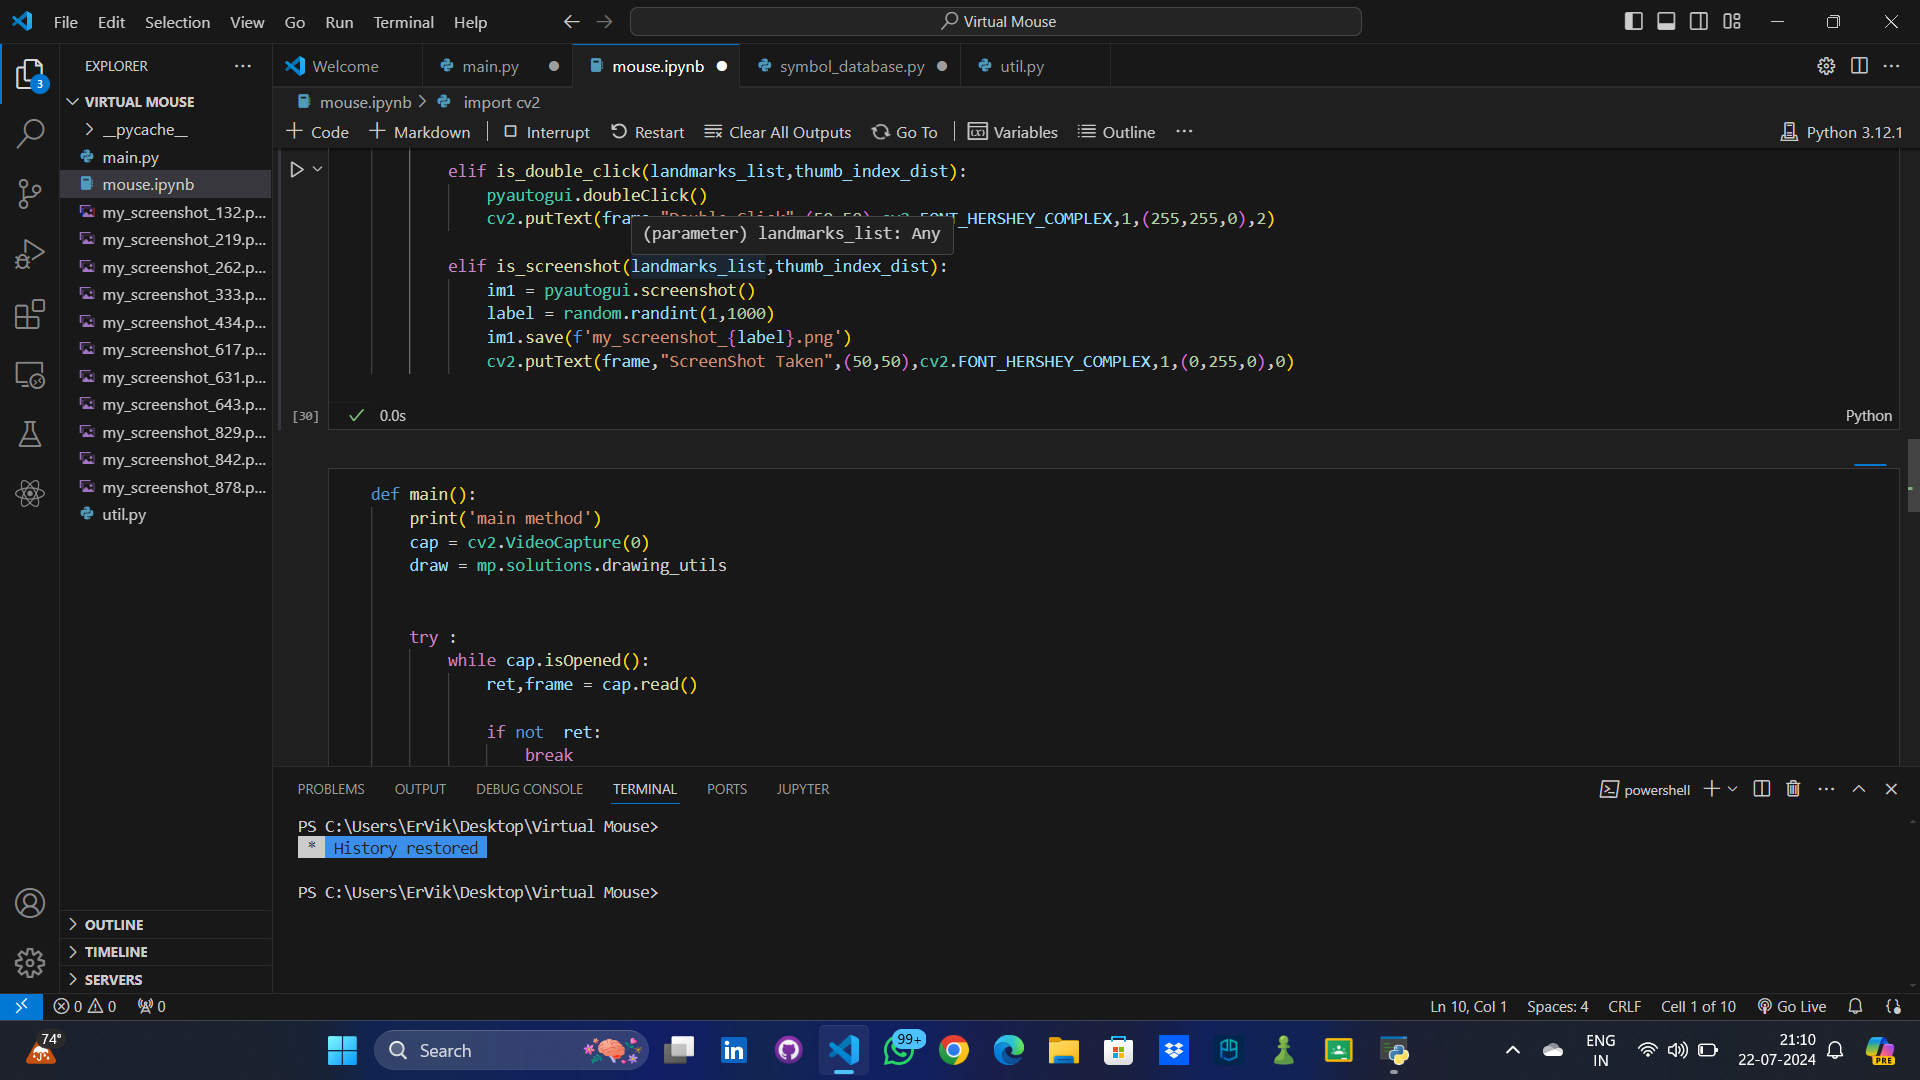 File Edit Selection View Go Run Terminal Help
Virtual Mouse
3
EXPLORER
VIRTUAL MOUSE
__pycache__
main.py
mouse.ipynb
my_screenshot_132.p...
my_screenshot_219.p...
my_screenshot_262.p...
my_screenshot_333.p...
my_screenshot_434.p...
my_screenshot_617.p...
my_screenshot_631.p...
my_screenshot_643.p...
my_screenshot_829.p...
my_screenshot_842.p...
my_screenshot_878.p...
util.py
OUTLINE
TIMELINE
SERVERS
Welcome main.py mouse.ipynb symbol_database.py util.py
mouse.ipynb > import cv2
+ Code + Markdown Interrupt Restart Clear All Outputs Go To Variables Outline ... Python 3.12.1
elif is_double_click(landmarks_list,thumb_index_dist):
pyautogui.doubleClick()
cv2.putText(frame,"Double Click",(50,50),cv2.FONT_HERSHEY_COMPLEX,1,(255,255,0),2)
(parameter) landmarks_list: Any
elif is_screenshot(landmarks_list,thumb_index_dist):
im1 = pyautogui.screenshot()
label = random.randint(1,1000)
im1.save(f'my_screenshot_{label}.png')
cv2.putText(frame,"ScreenShot Taken",(50,50),cv2.FONT_HERSHEY_COMPLEX,1,(0,255,0),0)
[30] 0.0s Python
def main():
print('main method')
cap = cv2.VideoCapture(0)
draw = mp.solutions.drawing_utils
try :
while cap.isOpened():
ret,frame = cap.read()
if not  ret:
break
PROBLEMS OUTPUT DEBUG CONSOLE TERMINAL PORTS JUPYTER powershell
PS C:\Users\ErVik\Desktop\Virtual Mouse>
* History restored
PS C:\Users\ErVik\Desktop\Virtual Mouse>
0 0 0 Ln 10, Col 1 Spaces: 4 CRLF Cell 1 of 10 Go Live
74° Search 99+ ENG 21:10
IN 22-07-2024 PRE